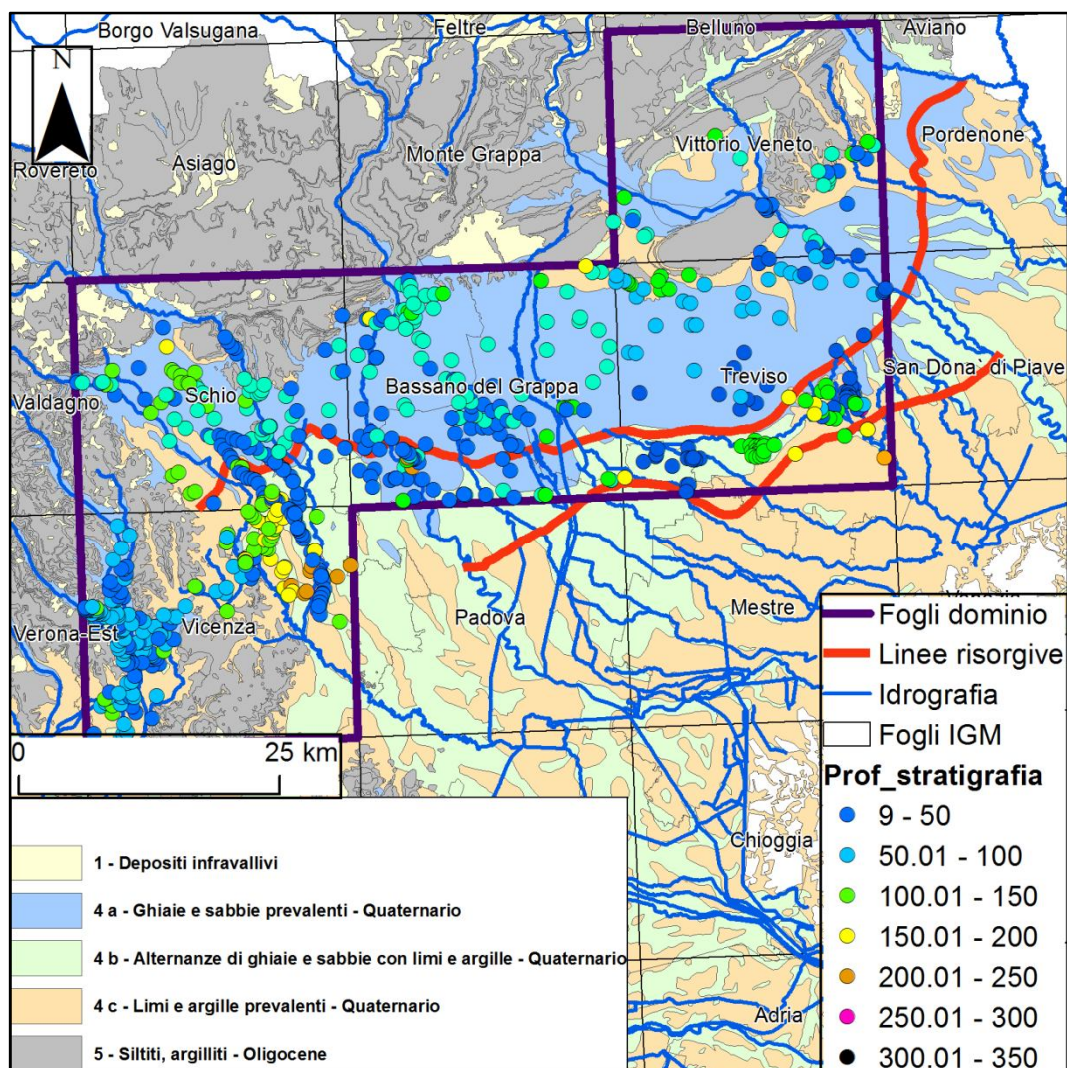 Borgo Valsugana
Feltre
Belluno
Aviano
N
Rovereto
Asiago
Monte Grappa
Vittorio Veneto
Pordenone
Valdagno
Schio
Bassano del Grappa
Treviso
San Dona' di Piave
Verona-Est
Vicenza
Padova
Mestre
Venezia
Chioggia
Adria
0 25 km
1 - Depositi infravallivi
4 a - Ghiaie e sabbie prevalenti - Quaternario
4 b - Alternanze di ghiaie e sabbie con limi e argille - Quaternario
4 c - Limi e argille prevalenti - Quaternario
5 - Siltiti, argilliti - Oligocene
Fogli dominio
Linee risorgive
Idrografia
Fogli IGM
Prof_stratigrafia
9 - 50
50.01 - 100
100.01 - 150
150.01 - 200
200.01 - 250
250.01 - 300
300.01 - 350